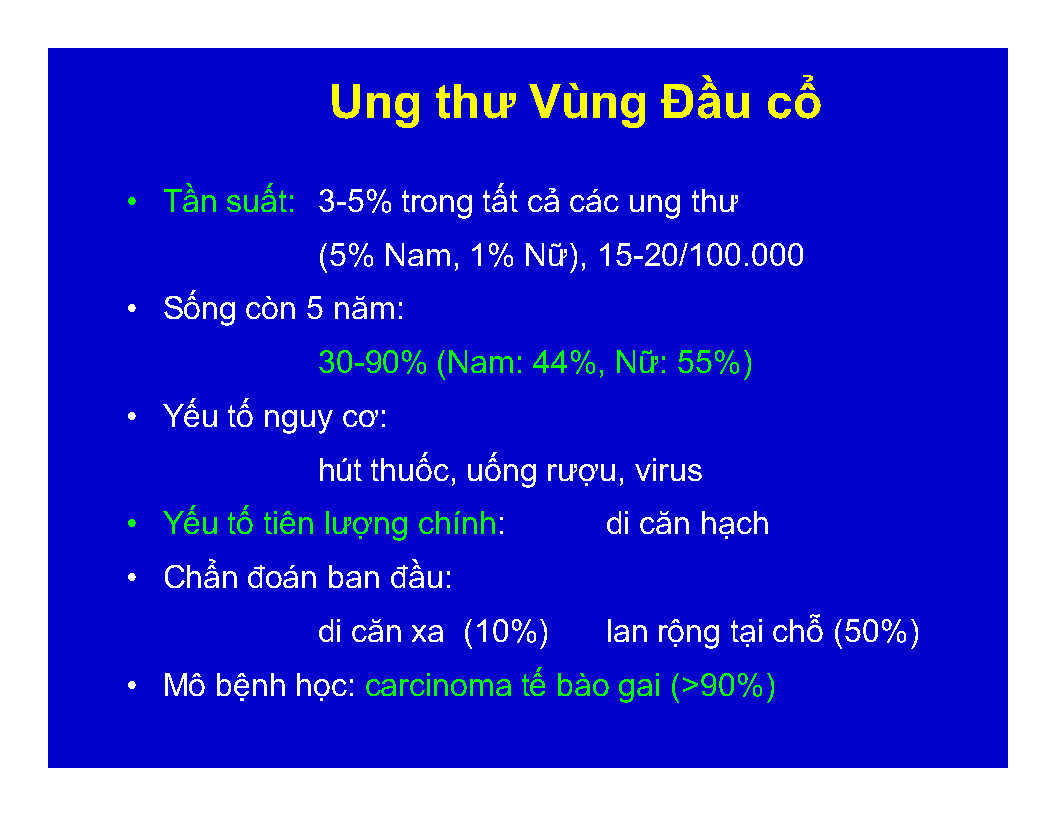 Ung thư Vùng Đầu cổ
• Tần suất: 3-5% trong tất cả các ung thư
(5% Nam, 1% Nữ), 15-20/100.000
• Sống còn 5 năm:
30-90% (Nam: 44%, Nữ: 55%)
• Yếu tố nguy cơ:
hút thuốc, uống rượu, virus
• Yếu tố tiên lượng chính: di căn hạch
• Chẩn đoán ban đầu:
di căn xa (10%) lan rộng tại chỗ (50%)
• Mô bệnh học: carcinoma tế bào gai (>90%)